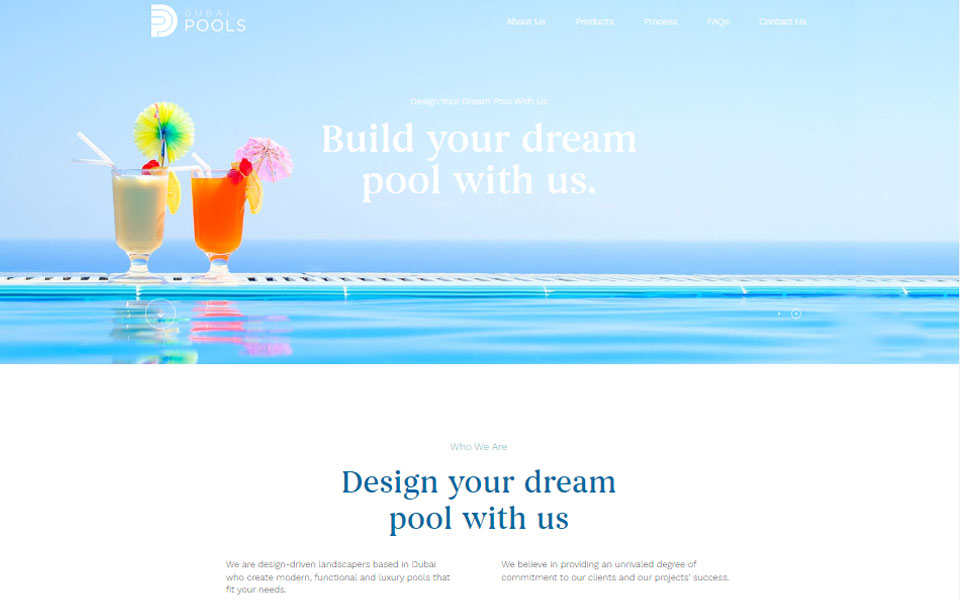 DUBAI
POOLS
About Us Products Process FAQs Contact Us
Design Your Dream Pool With Us
Build your dream
pool with us.
Who We Are
Design your dream
pool with us
We are design-driven landscapers based in Dubai
who create modern, functional and luxury pools that
fit your needs.
We believe in providing an unrivaled degree of
commitment to our clients and our projects' success.